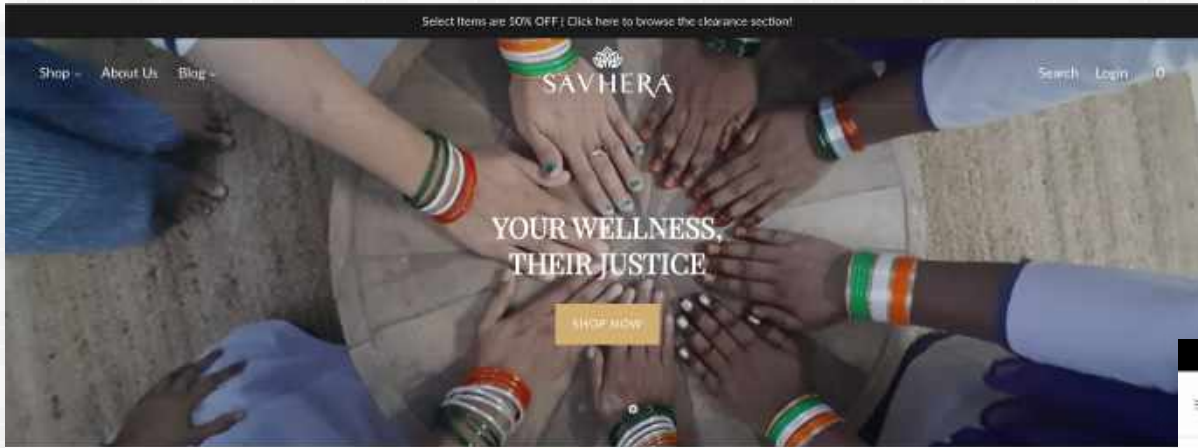 Select Items are 50% OFF | Click here to browse the clearance section!
Shop About Us Blog
SAVHERA
Search Login 0
YOUR WELLNESS,
THEIR JUSTICE
SHOP NOW